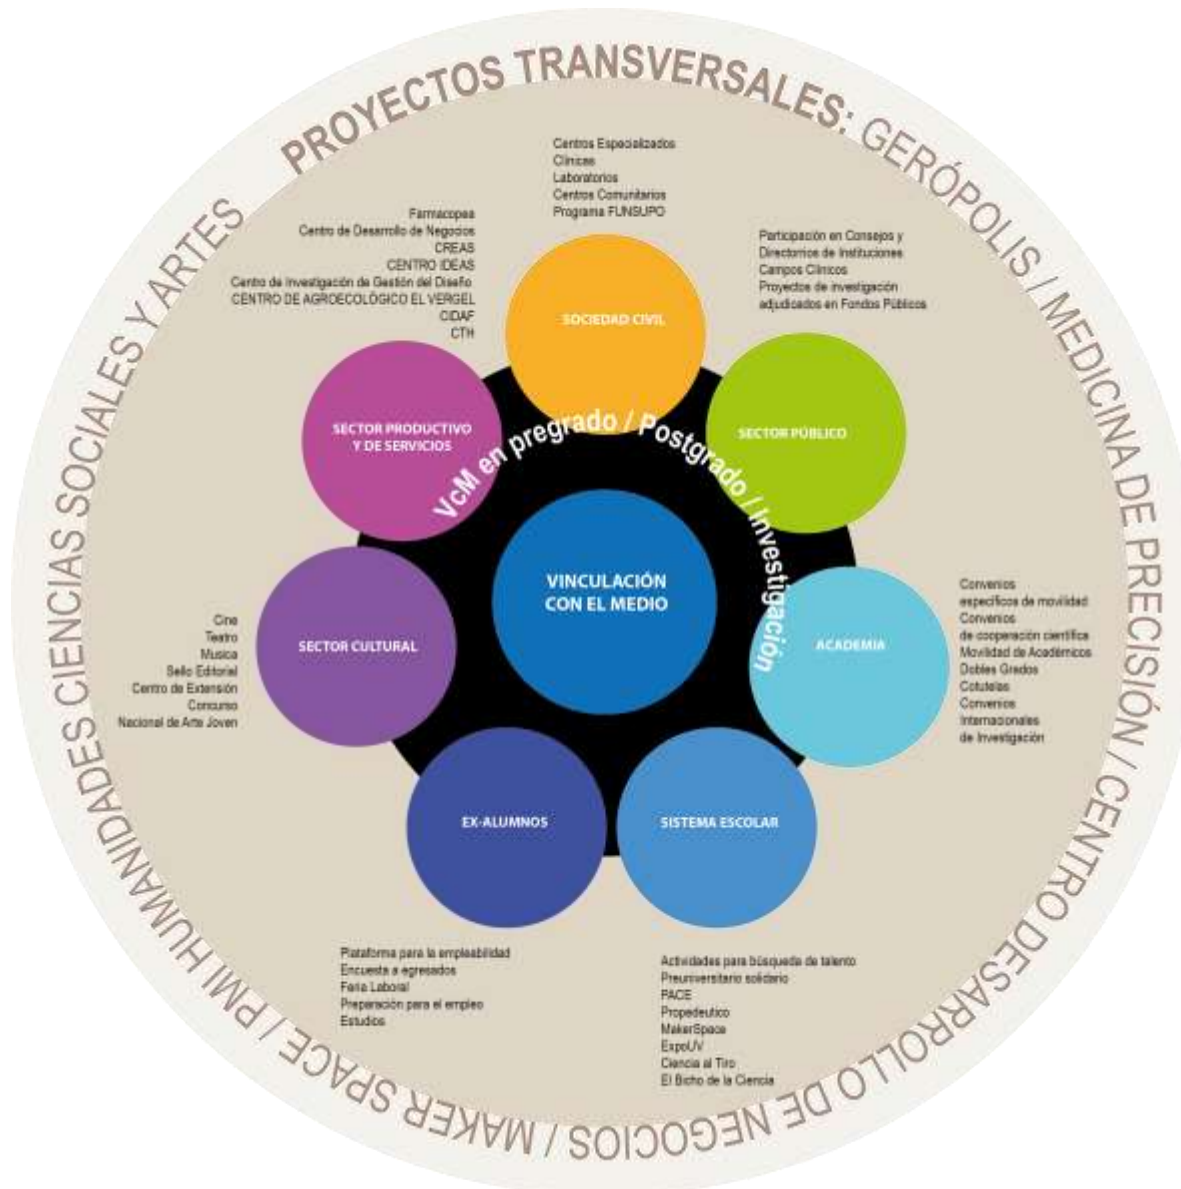 PROYECTOS TRANSVERSALES: GERÓPOLIS / MEDICINA DE PRECISIÓN / CENTRO DESARROLLO DE NEGOCIOS / MAKER SPACE / PMI HUMANIDADES CIENCIAS SOCIALES Y ARTES
Centros Especializados
Clínicas
Laboratorios
Centros Comunitarios
Programa FUNSUPO
SOCIEDAD CIVIL
Participación en Consejos y
Directorrios de Instituciones
Campos Clínicos
Proyectos de investigación
adjudicados en Fondos Públicos
SECTOR PÚBLICO
Farmacopea
Centro de Desarrollo de Negocios
CREAS
CENTRO IDEAS
Centro de Investigación de Gestión del Diseño
CENTRO DE AGROECOLÓGICO EL VERGEL
CIDAF
CTH
SECTOR PRODUCTIVO
Y DE SERVICIOS
VcM en pregrado / Postgrado / Investigación
VINCULACIÓN
CON EL MEDIO
ACADEMIA
Convenios
específicos de movilidad
Convenios
de cooperación científica
Movilidad de Académicos
Dobles Grados
Cotutelas
Convenios
Internacionales
de Investigación
SECTOR CULTURAL
Cine
Teatro
Musica
Sello Editorial
Centro de Extensión
Concurso
Nacional de Arte Joven
EX-ALUMNOS
Plataforma para la empleabilidad
Encuesta a egresados
Feria Laboral
Preparación para el empleo
Estudios
SISTEMA ESCOLAR
Actividades para búsqueda de talento
Preuniversitario solidario
PACE
Propedeutico
MakerSpace
ExpoUV
Ciencia al Tiro
El Bicho de la Ciencia